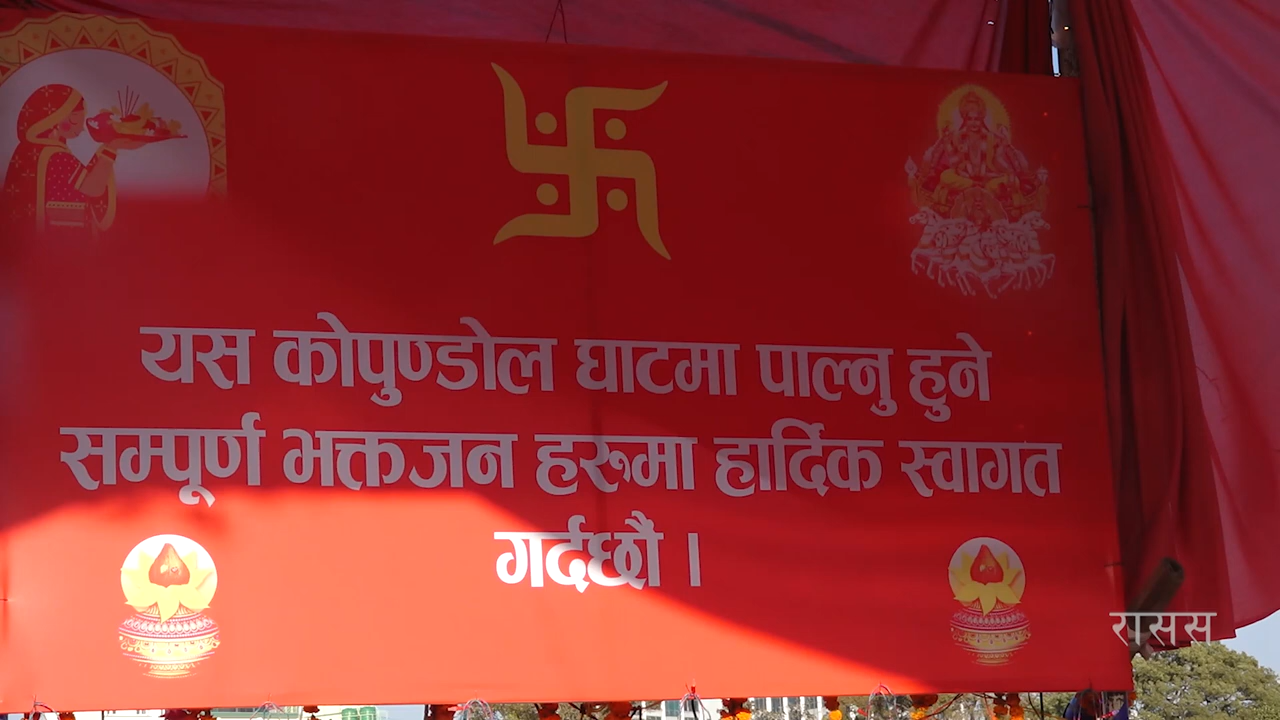 यस कोपुण्डोल घाटमा पाल्नु हुने
सम्पूर्ण भक्तजन हरुमा हार्दिक स्वागत
गर्दछौं ।
रासस